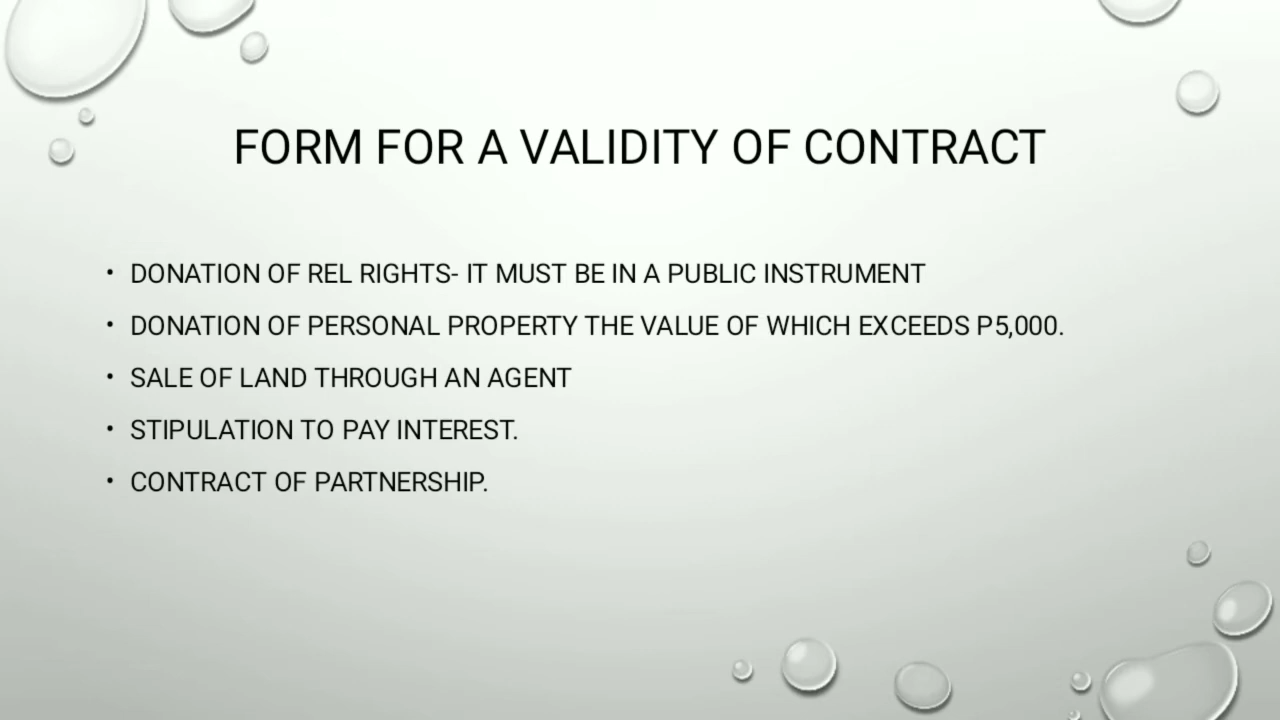 FORM FOR A VALIDITY OF CONTRACT
• DONATION OF REL RIGHTS- IT MUST BE IN A PUBLIC INSTRUMENT
• DONATION OF PERSONAL PROPERTY THE VALUE OF WHICH EXCEEDS P5,000.
• SALE OF LAND THROUGH AN AGENT
• STIPULATION TO PAY INTEREST.
• CONTRACT OF PARTNERSHIP.